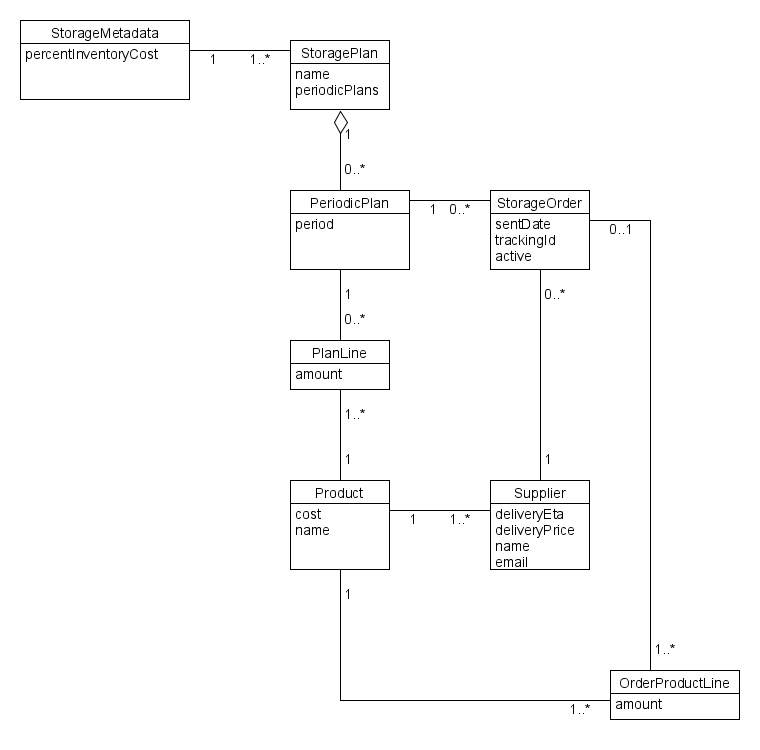 StorageMetadata
percentInventoryCost
1
1..*
StoragePlan
name
periodicPlans
1
0..*
PeriodicPlan
period
1
0..*
StorageOrder
sentDate
trackingId
active
0..1
1
0..*
0..*
PlanLine
amount
1..*
1
1
Product
cost
name
1
1..*
Supplier
deliveryEta
deliveryPrice
name
email
1
1..*
OrderProductLine
amount
1..*